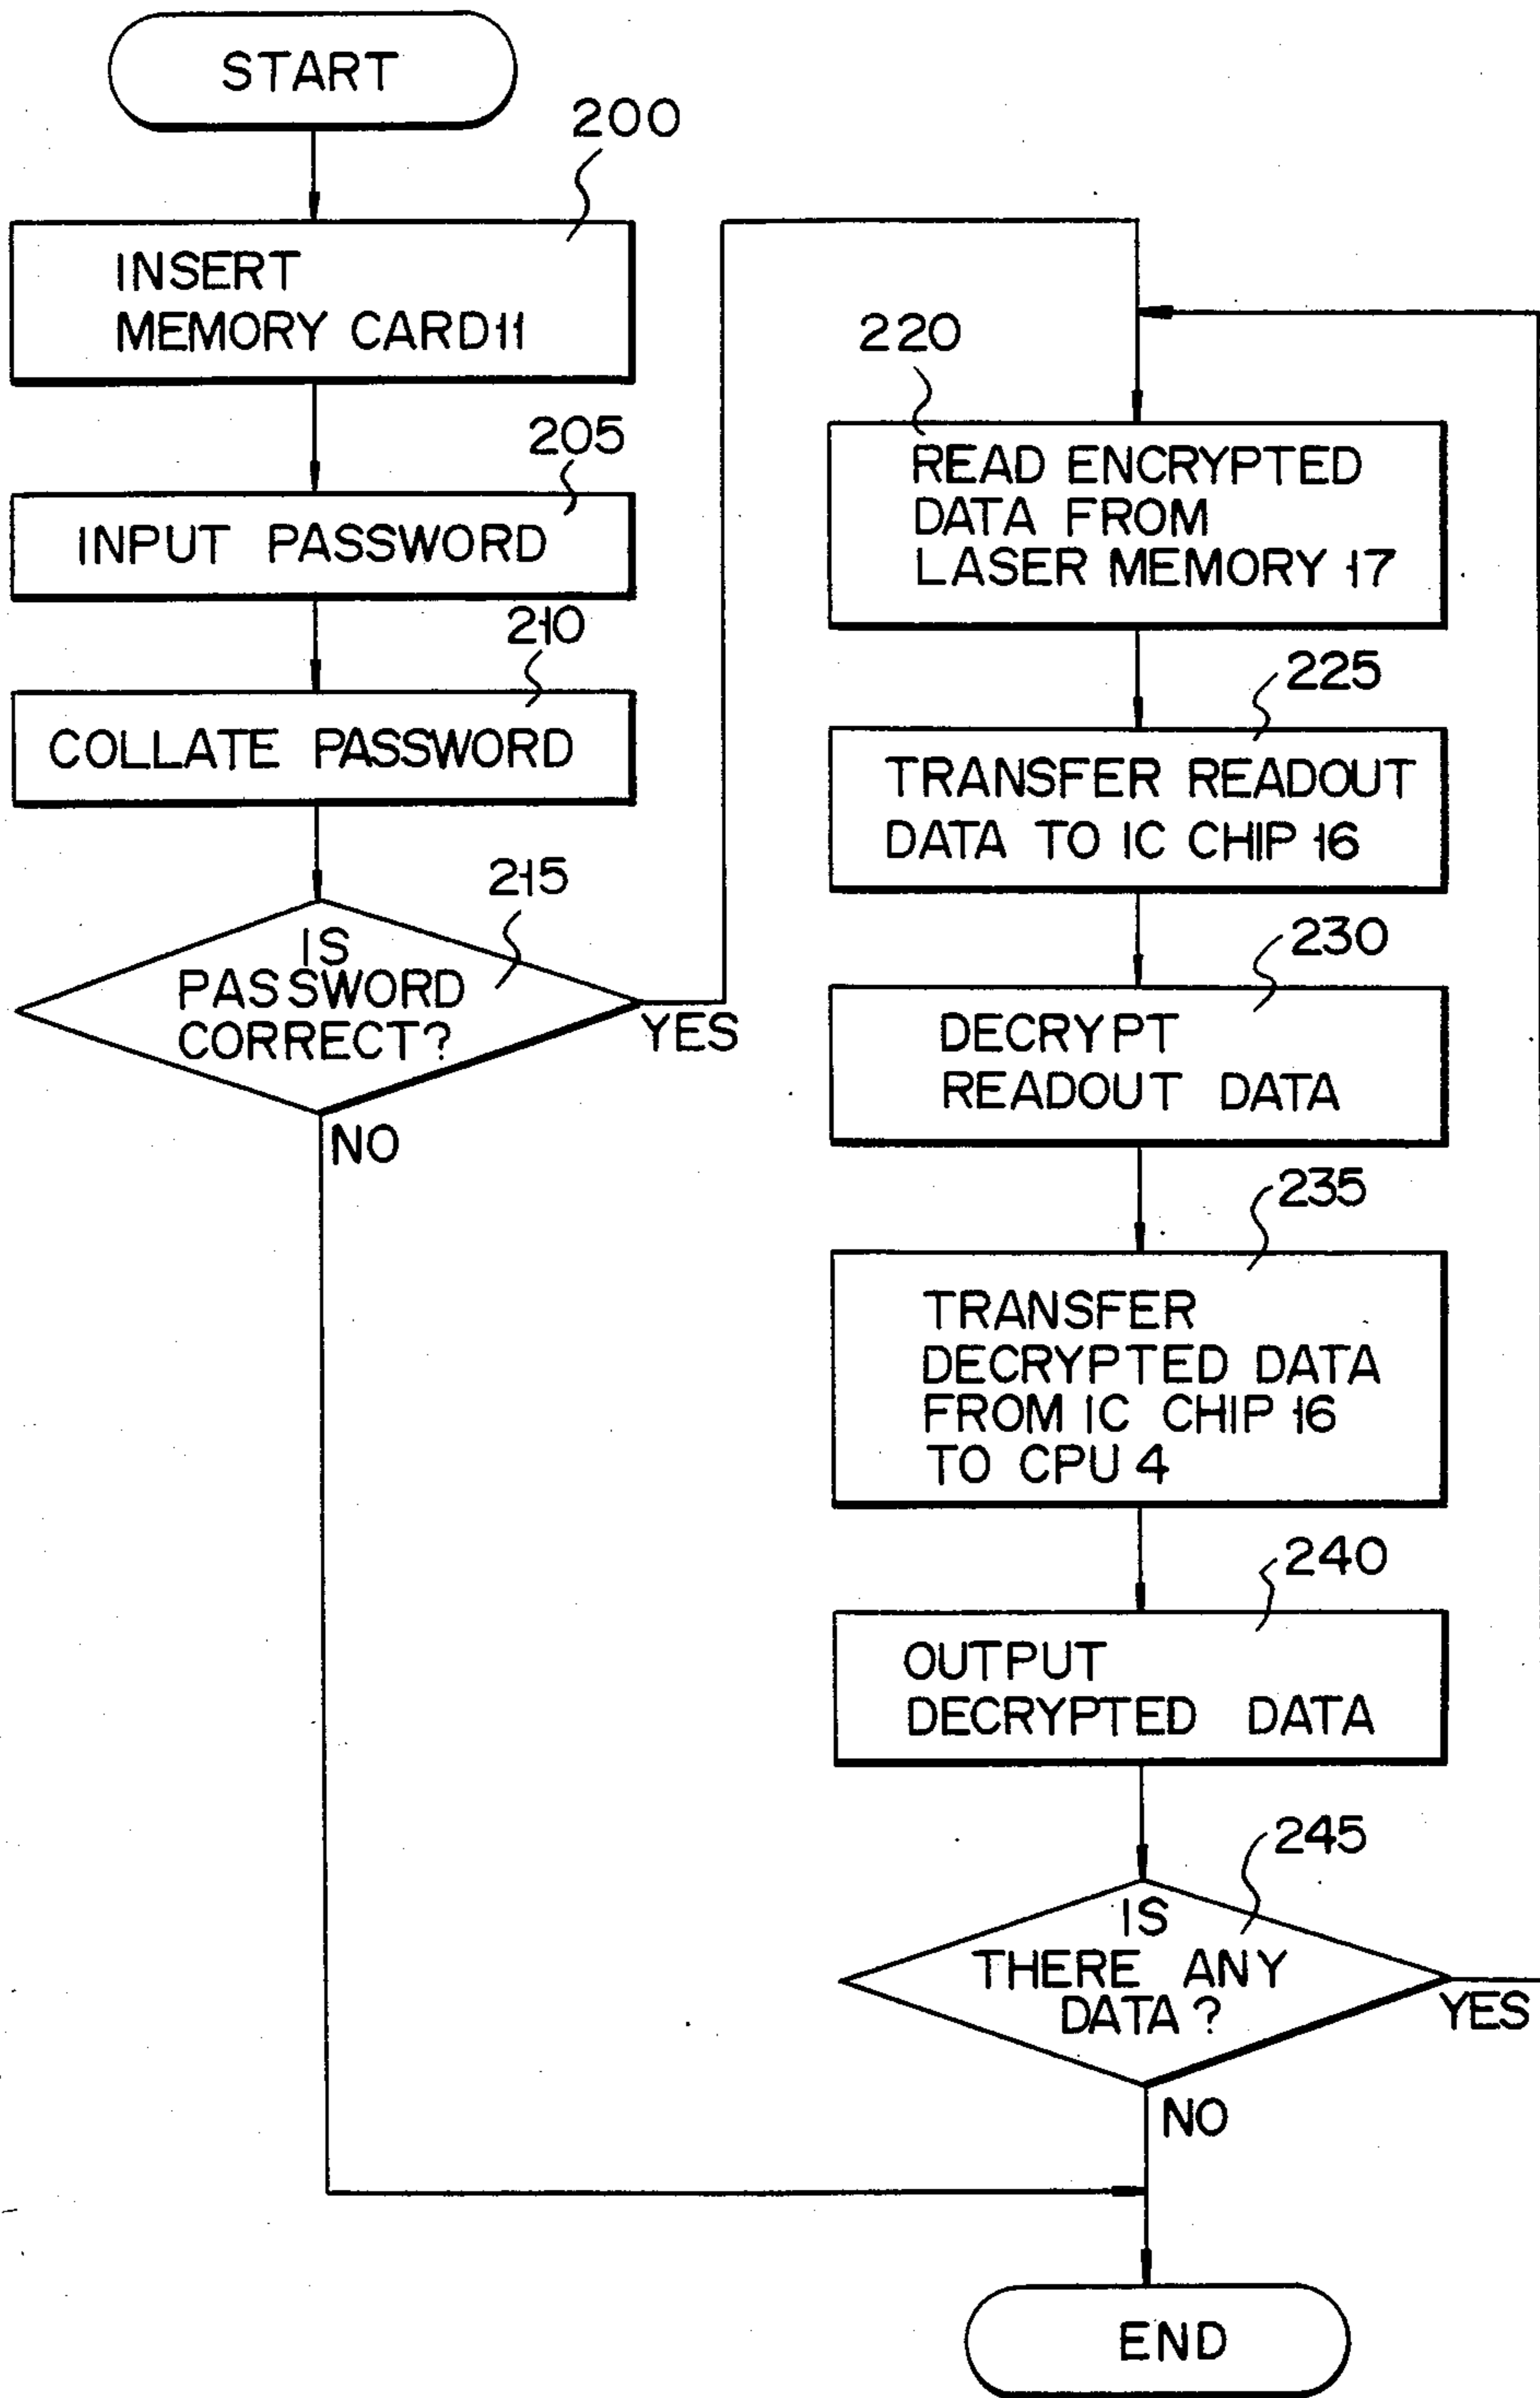 START
200
INSERT
MEMORY CARD 11
205
INPUT PASSWORD
210
COLLATE PASSWORD
215
IS
PASSWORD
CORRECT?
YES
NO
220
READ ENCRYPTED
DATA FROM
LASER MEMORY 17
225
TRANSFER READOUT
DATA TO IC CHIP 16
230
DECRYPT
READOUT DATA
235
TRANSFER
DECRYPTED DATA
FROM IC CHIP 16
TO CPU 4
240
OUTPUT
DECRYPTED DATA
245
IS
THERE ANY
DATA?
YES
NO
END